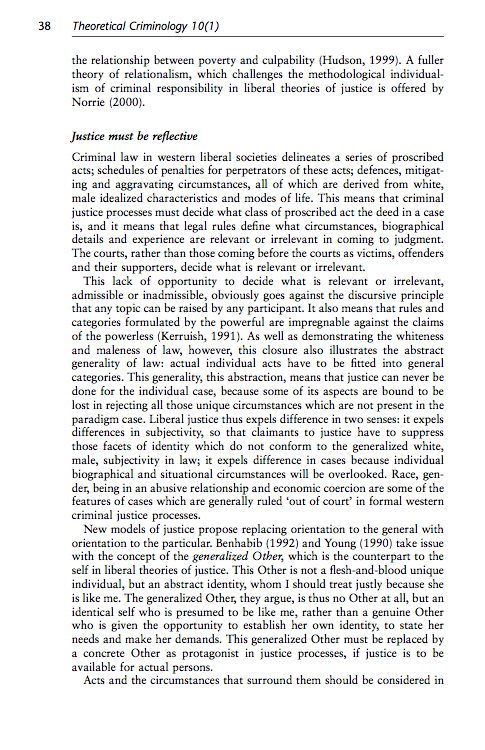 38 Theoretical Criminology 10(1)
the relationship between poverty and culpability (Hudson, 1999). A fuller
theory of relationalism, which challenges the methodological individual-
ism of criminal responsibility in liberal theories of justice is offered by
Norrie (2000).
Justice must be reflective
Criminal law in western liberal societies delineates a series of proscribed
acts; schedules of penalties for perpetrators of these acts; defences, mitigat-
ing and aggravating circumstances, all of which are derived from white,
male idealized characteristics and modes of life. This means that criminal
justice processes must decide what class of proscribed act the deed in a case
is, and it means that legal rules define what circumstances, biographical
details and experience are relevant or irrelevant in coming to judgment.
The courts, rather than those coming before the courts as victims, offenders
and their supporters, decide what is relevant or irrelevant.
This lack of opportunity to decide what is relevant or irrelevant,
admissible or inadmissible, obviously goes against the discursive principle
that any topic can be raised by any participant. It also means that rules and
categories formulated by the powerful are impregnable against the claims
of the powerless (Kerruish, 1991). As well as demonstrating the whiteness
and maleness of law, however, this closure also illustrates the abstract
generality of law: actual individual acts have to be fitted into general
categories. This generality, this abstraction, means that justice can never be
done for the individual case, because some of its aspects are bound to be
lost in rejecting all those unique circumstances which are not present in the
paradigm case. Liberal justice thus expels difference in two senses: it expels
differences in subjectivity, so that claimants to justice have to suppress
those facets of identity which do not conform to the generalized white,
male, subjectivity in law; it expels difference in cases because individual
biographical and situational circumstances will be overlooked. Race, gen-
der, being in an abusive relationship and economic coercion are some of the
features of cases which are generally ruled ‘out of court’ in formal western
criminal justice processes.
New models of justice propose replacing orientation to the general with
orientation to the particular. Benhabib (1992) and Young (1990) take issue
with the concept of the generalized Other, which is the counterpart to the
self in liberal theories of justice. This Other is not a flesh-and-blood unique
individual, but an abstract identity, whom I should treat justly because she
is like me. The generalized Other, they argue, is thus no Other at all, but an
identical self who is presumed to be like me, rather than a genuine Other
who is given the opportunity to establish her own identity, to state her
needs and make her demands. This generalized Other must be replaced by
a concrete Other as protagonist in justice processes, if justice is to be
available for actual persons.
Acts and the circumstances that surround them should be considered in